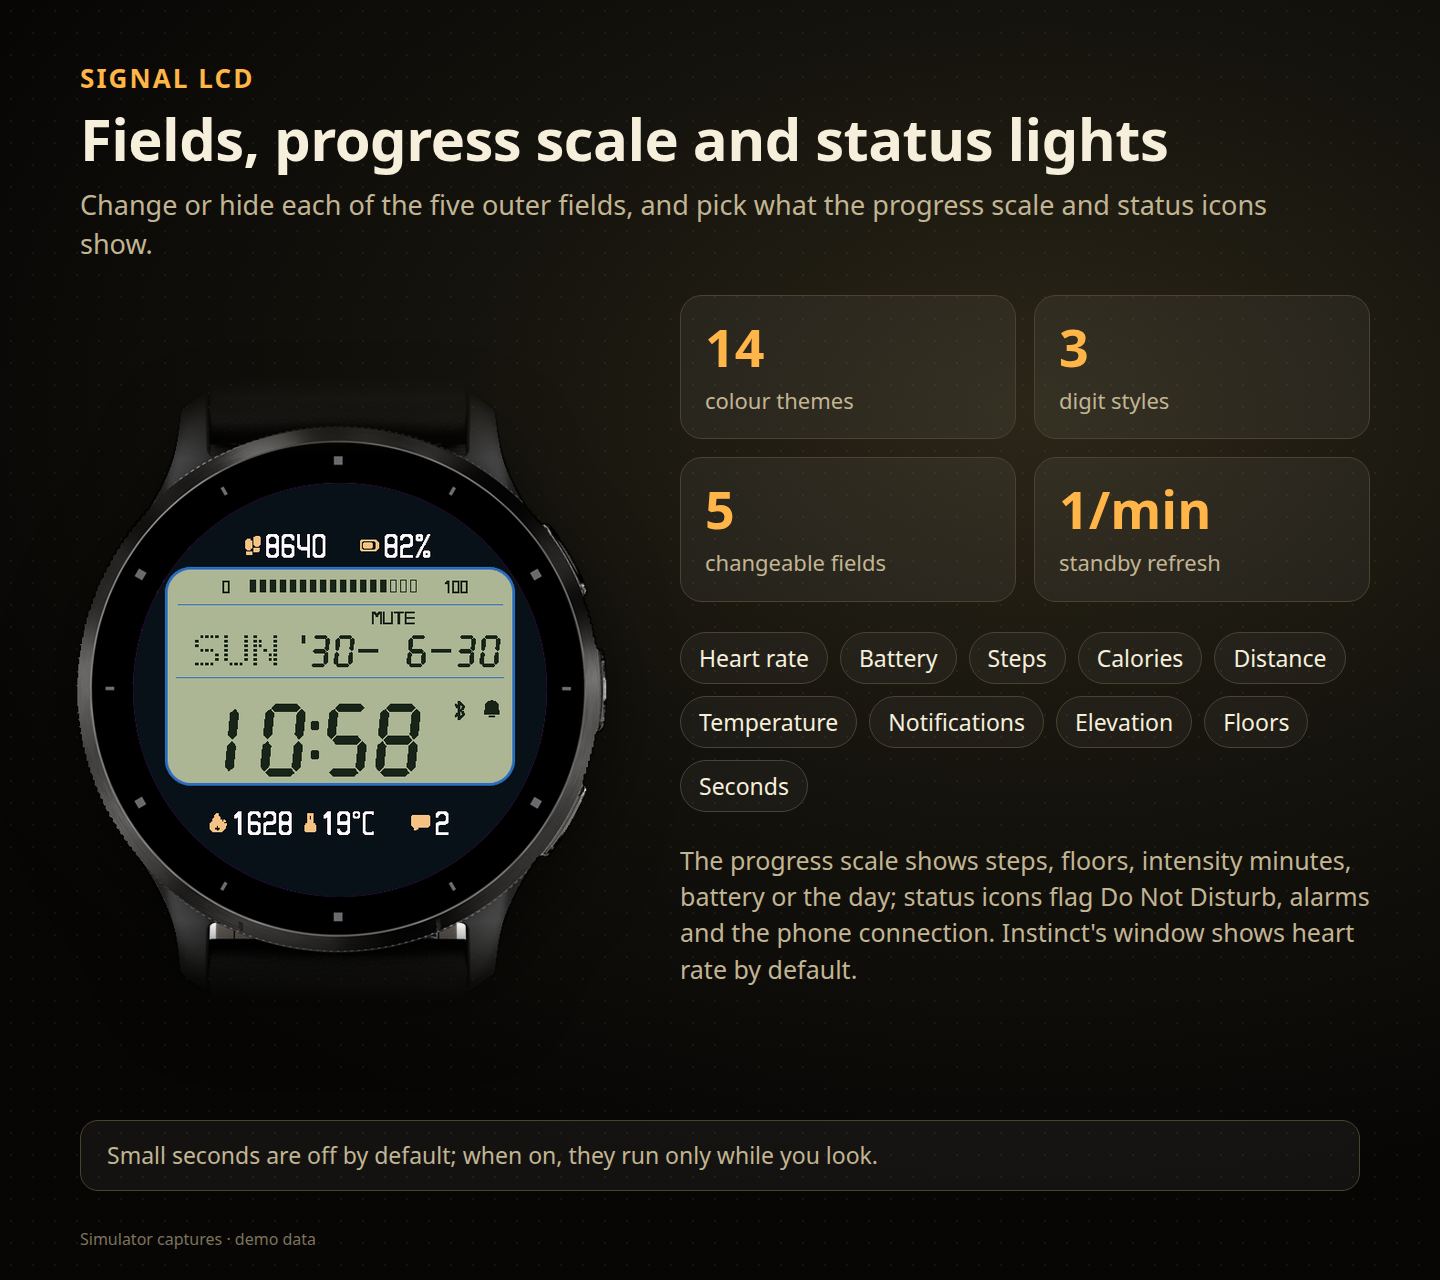 SIGNAL LCD
Fields, progress scale and status lights
Change or hide each of the five outer fields, and pick what the progress scale and status icons
show.
14
colour themes
3
digit styles
5
changeable fields
1/min
standby refresh
8640 82%
0 100
MUTE
SUN '30- 6-30
10:58
1628 19°C 2
Heart rate Battery Steps Calories Distance
Temperature Notifications Elevation Floors
Seconds
The progress scale shows steps, floors, intensity minutes,
battery or the day; status icons flag Do Not Disturb, alarms
and the phone connection. Instinct's window shows heart
rate by default.
Small seconds are off by default; when on, they run only while you look.
Simulator captures · demo data